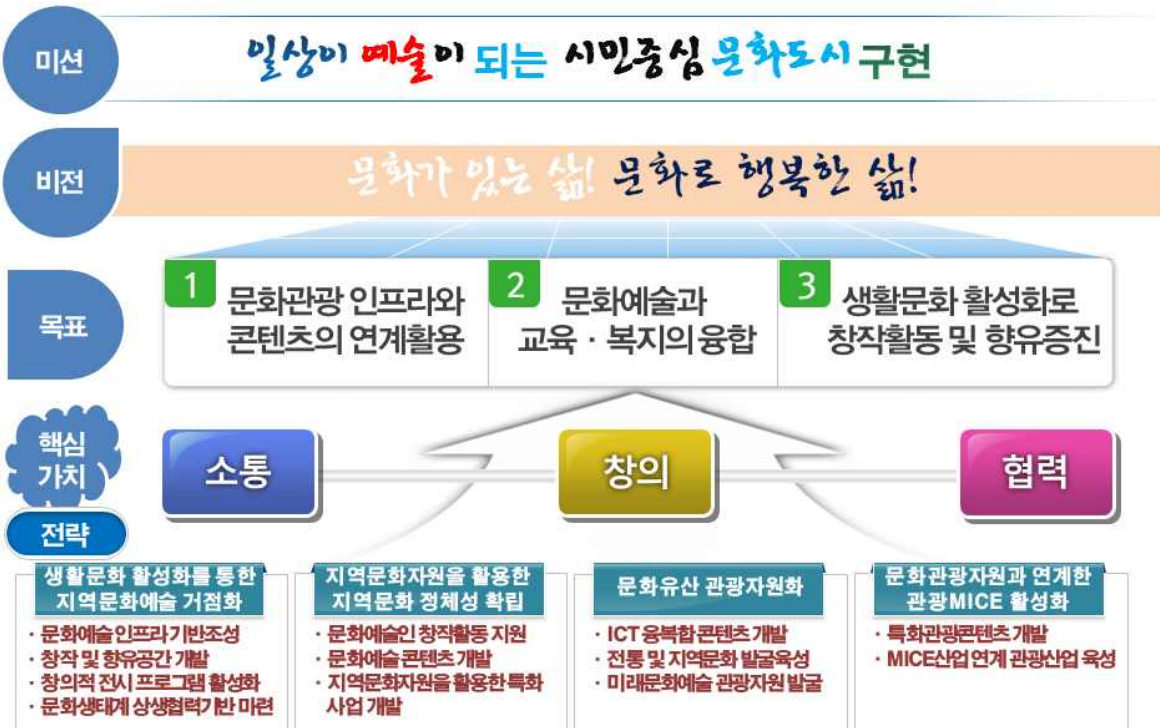 미션
일상이 예술이 되는 시민중심 문화도시 구현
비전
문화가 있는 삶! 문화로 행복한 삶!
목표
1
문화관광 인프라와
콘텐츠의 연계활용
2
문화예술과
교육 · 복지의 융합
3
생활문화 활성화로
창작활동 및 향유증진
핵심
가치
소통
창의
협력
전략
생활문화 활성화를 통한
지역문화예술 거점화
· 문화예술인프라기반조성
· 창작 및 향유공간 개발
· 창의적 전시 프로그램 활성화
· 문화생태계 상생협력기반 마련
지역문화자원을 활용한
지역문화 정체성 확립
· 문화예술인 창작활동 지원
· 문화예술 콘텐츠 개발
· 지역문화자원을 활용한 특화
사업 개발
문화유산 관광자원화
· ICT 융복합 콘텐츠 개발
· 전통 및 지역문화 발굴육성
· 미래문화예술 관광자원 발굴
문화관광자원과 연계한
관광MICE 활성화
· 특화관광콘텐츠 개발
· MICE산업 연계 관광산업 육성